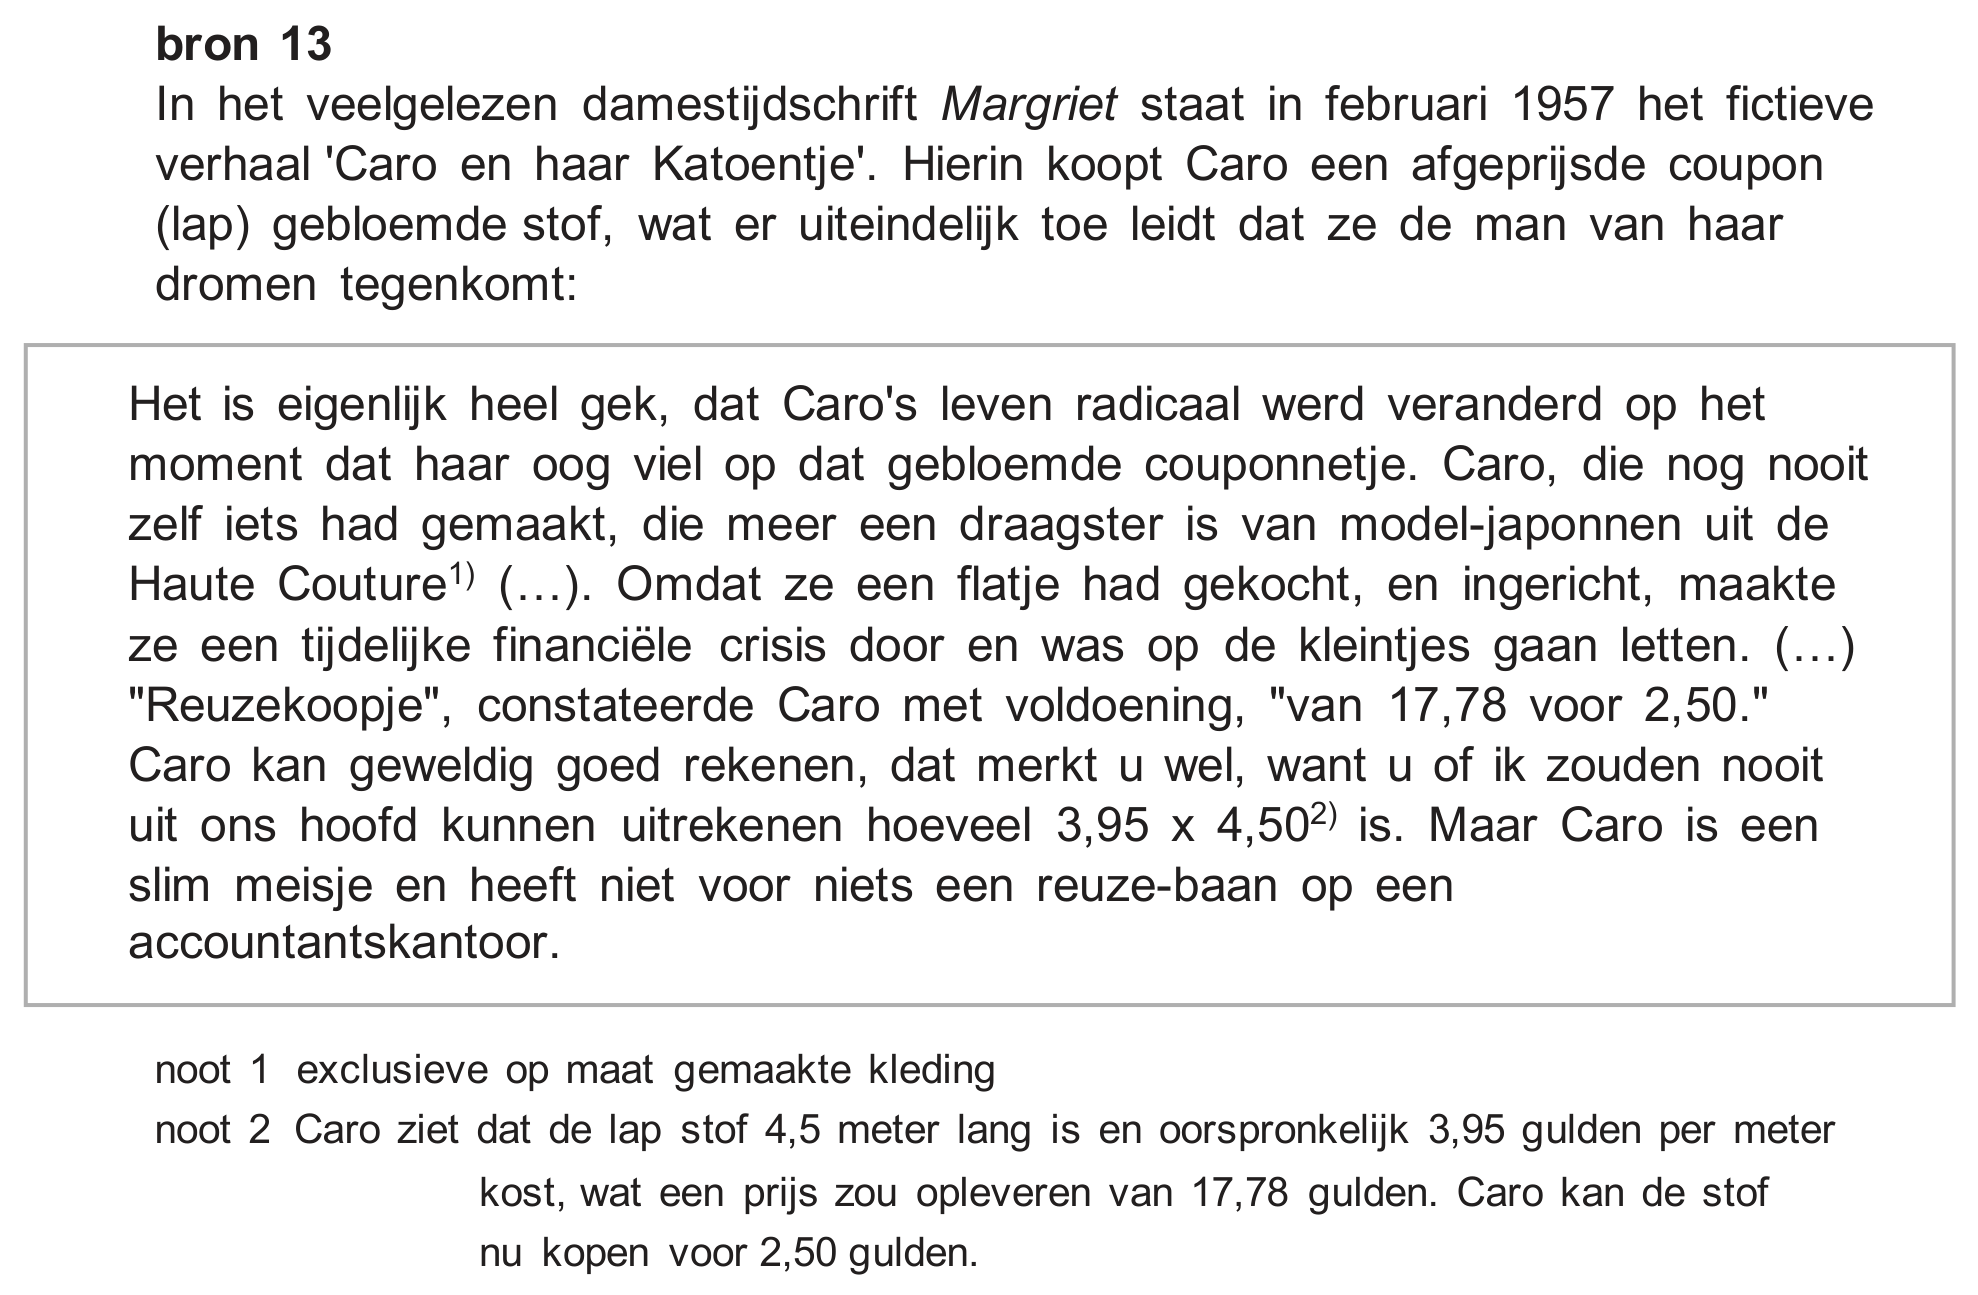 bron 13
In het veelgelezen damestijdschrift Margriet staat in februari 1957 het fictieve
verhaal 'Caro en haar Katoentje'. Hierin koopt Caro een afgeprijsde coupon
(lap) gebloemde stof, wat er uiteindelijk toe leidt dat ze de man van haar
dromen tegenkomt:
Het is eigenlijk heel gek, dat Caro's leven radicaal werd veranderd op het
moment dat haar oog viel op dat gebloemde couponnetje. Caro, die nog nooit
zelf iets had gemaakt, die meer een draagster is van model-japonnen uit de
Haute Couture1) (…). Omdat ze een flatje had gekocht, en ingericht, maakte
ze een tijdelijke financiële crisis door en was op de kleintjes gaan letten. (…)
"Reuzekoopje", constateerde Caro met voldoening, "van 17,78 voor 2,50."
Caro kan geweldig goed rekenen, dat merkt u wel, want u of ik zouden nooit
uit ons hoofd kunnen uitrekenen hoeveel 3,95 x 4,502) is. Maar Caro is een
slim meisje en heeft niet voor niets een reuze-baan op een
accountantskantoor.
noot 1 exclusieve op maat gemaakte kleding
noot 2 Caro ziet dat de lap stof 4,5 meter lang is en oorspronkelijk 3,95 gulden per meter
kost, wat een prijs zou opleveren van 17,78 gulden. Caro kan de stof
nu kopen voor 2,50 gulden.